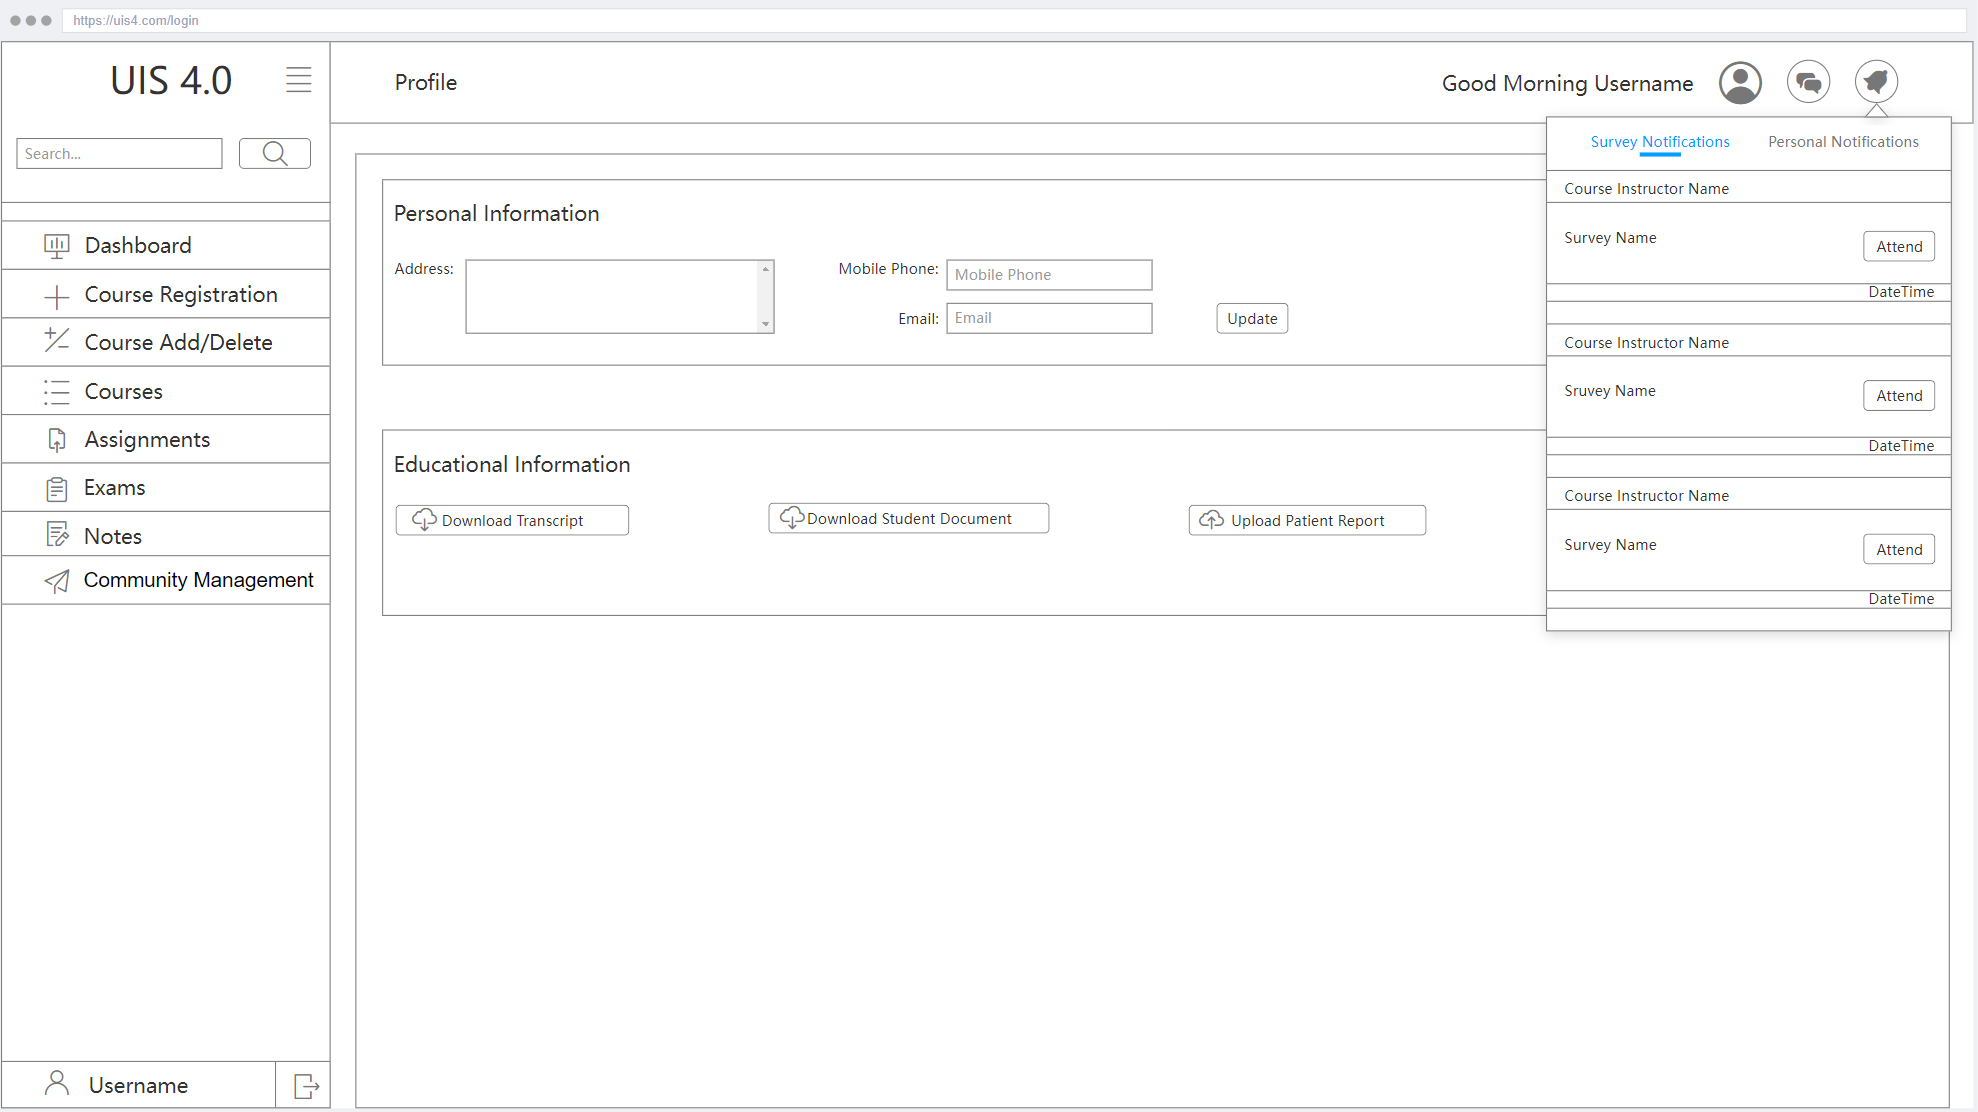 https://uis4.com/login
UIS 4.0
Profile
Good Morning Username
Search...
Dashboard
Course Registration
Course Add/Delete
Courses
Assignments
Exams
Notes
Community Management
Username
Personal Information
Address:
Mobile Phone:
Mobile Phone
Email:
Email
Update
Educational Information
Download Transcript
Download Student Document
Upload Patient Report
Survey Notifications
Personal Notifications
Course Instructor Name
Survey Name
Attend
DateTime
Course Instructor Name
Sruvey Name
Attend
DateTime
Course Instructor Name
Survey Name
Attend
DateTime